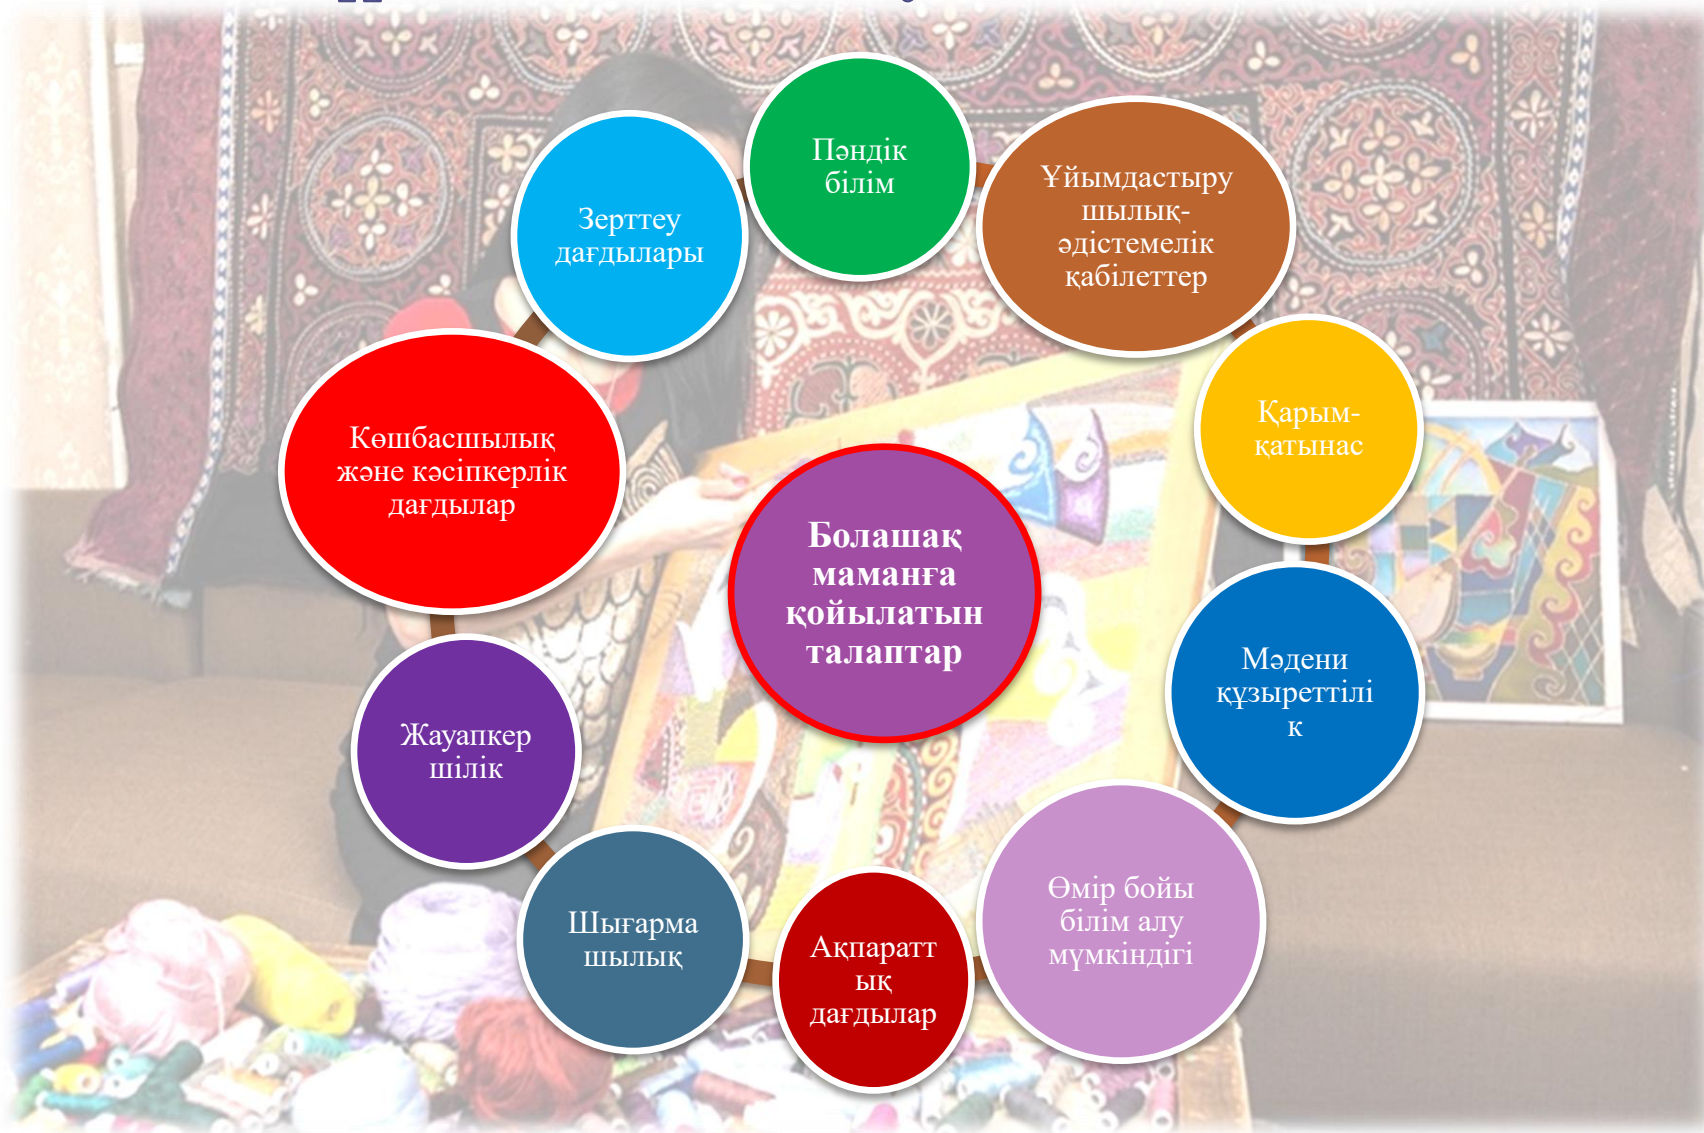 Пәндік
білім
Ұйымдастыру
шылық-
әдістемелік
қабілеттер
Қарым-
қатынас
Мәдени
құзыреттілі
к
Өмір бойы
білім алу
мүмкіндігі
Ақпаратт
ық
дағдылар
Шығарма
шылық
Жауапкер
шілік
Көшбасшылық
және кәсіпкерлік
дағдылар
Зерттеу
дағдылары
Болашақ
маманға
қойылатын
талаптар